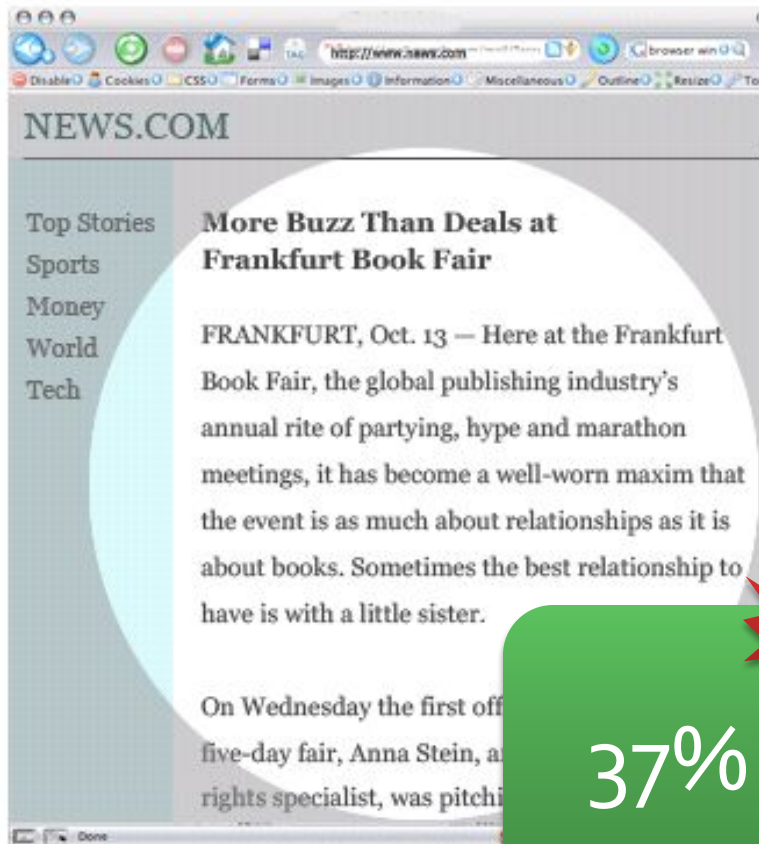 http://www.news.com
browser win
Disable Cookies CSS Forms Images Information Miscellaneous Outline Resize To
NEWS.COM
Top Stories
Sports
Money
World
Tech
More Buzz Than Deals at
Frankfurt Book Fair
FRANKFURT, Oct. 13 — Here at the Frankfurt
Book Fair, the global publishing industry’s
annual rite of partying, hype and marathon
meetings, it has become a well-worn maxim that
the event is as much about relationships as it is
about books. Sometimes the best relationship to
have is with a little sister.
On Wednesday the first off
five-day fair, Anna Stein, a
rights specialist, was pitchi
37%
Done